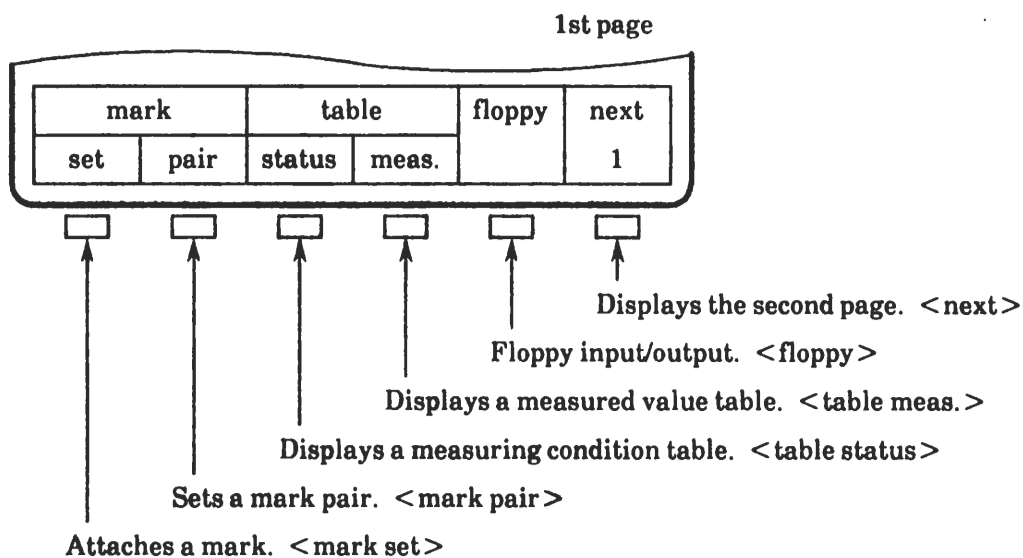 1st page
mark table floppy next
set pair status meas. 1
Displays the second page. <next>
Floppy input/output. <floppy>
Displays a measured value table. <table meas.>
Displays a measuring condition table. <table status>
Sets a mark pair. <mark pair>
Attaches a mark. <mark set>